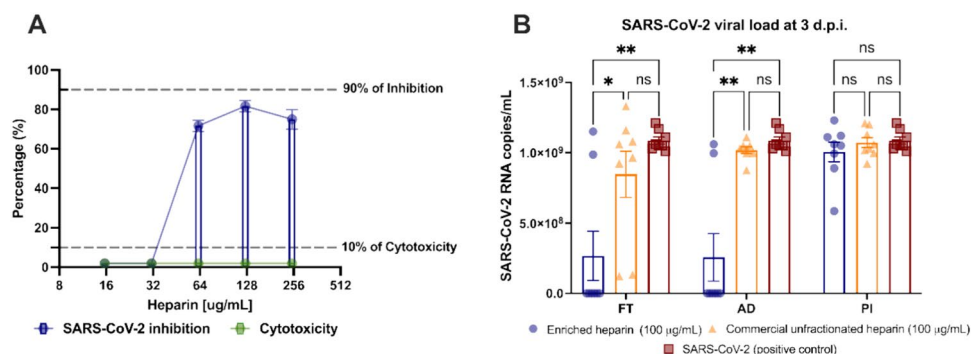 A
100
80
60
40
20
0
Percentage (%)
90% of Inhibition
10% of Cytotoxicity
8 16 32 64 128 256 512
Heparin [ug/mL]
SARS-CoV-2 inhibition Cytotoxicity
B
SARS-CoV-2 viral load at 3 d.p.i.
** ** ns
* ns ** ns ns ns
1.5×10⁹
1.0×10⁹
5.0×10⁸
0.0
SARS-CoV-2 RNA copies/mL
FT AD PI
Enriched heparin (100 µg/mL) Commercial unfractionated heparin (100 µg/mL)
SARS-CoV-2 (positive control)